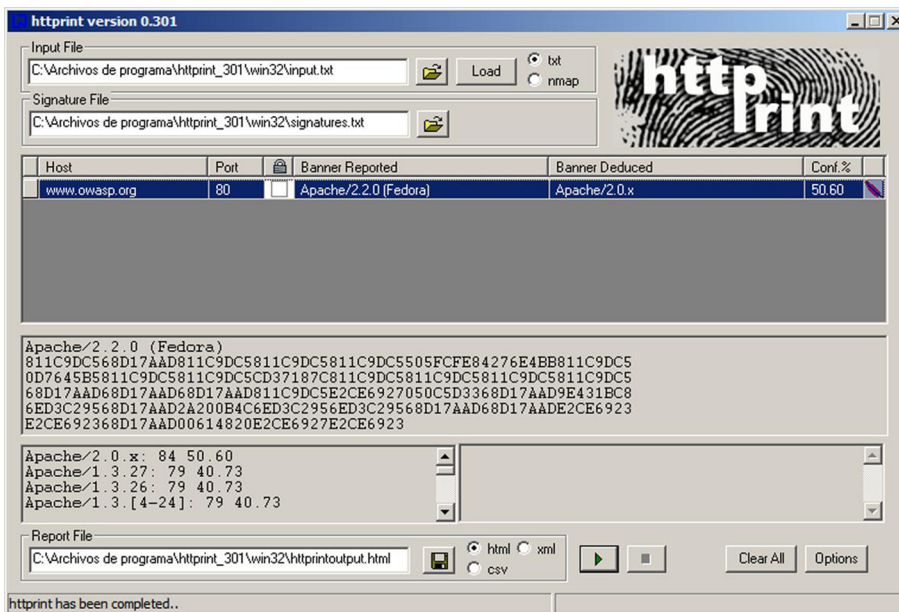 httprint version 0.301
Input File
C:\Archivos de programa\httprint_301\win32\input.txt
Load
txt
nmap
http
print
Signature File
C:\Archivos de programa\httprint_301\win32\signatures.txt
Host Port Banner Reported Banner Deduced Conf.%
www.owasp.org 80 Apache/2.2.0 (Fedora) Apache/2.0.x 50.60
Apache/2.2.0 (Fedora)
811C9DC568D17AAD811C9DC5811C9DC5811C9DC5505FCFE84276E4BB811C9DC5
0D7645B5811C9DC5811C9DC5CD37187C811C9DC5811C9DC5811C9DC5811C9DC5
68D17AAD68D17AAD68D17AAD811C9DC5E2CE6927050C5D3368D17AAD9E431BC8
6ED3C29568D17AAD2A200B4C6ED3C2956ED3C29568D17AAD68D17AADE2CE6923
E2CE692368D17AAD00614820E2CE6927E2CE6923
Apache/2.0.x: 84 50.60
Apache/1.3.27: 79 40.73
Apache/1.3.26: 79 40.73
Apache/1.3.[4-24]: 79 40.73
Report File
C:\Archivos de programa\httprint_301\win32\httprintoutput.html
html
xml
csv
Clear All
Options
httprint has been completed..